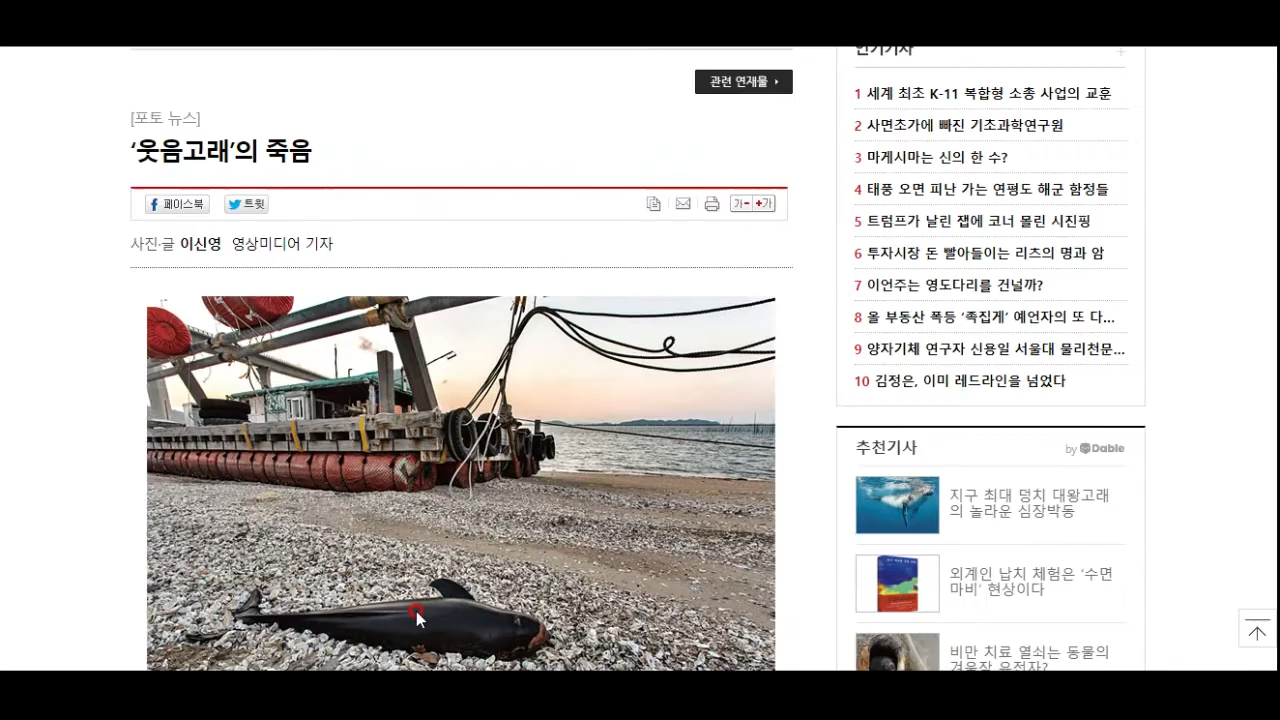 인기기사
관련 연재물
[포토 뉴스]
‘웃음고래’의 죽음
페이스북
트윗
가-
+가
사진·글 이신영 영상미디어 기자
1 세계 최초 K-11 복합형 소총 사업의 교훈
2 사면초가에 빠진 기초과학연구원
3 마게시마는 신의 한 수?
4 태풍 오면 피난 가는 연평도 해군 함정들
5 트럼프가 날린 잽에 코너 몰린 시진핑
6 투자시장 돈 빨아들이는 리츠의 명과 암
7 이언주는 영도다리를 건널까?
8 올 부동산 폭등 ‘족집게’ 예언자의 또 다...
9 양자기체 연구자 신용일 서울대 물리천문...
10 김정은, 이미 레드라인을 넘었다
추천기사
by Dable
지구 최대 덩치 대왕고래
의 놀라운 심장박동
외계인 납치 체험은 ‘수면
마비’ 현상이다
비만 치료 열쇠는 동물의
겨울잠 유전자?